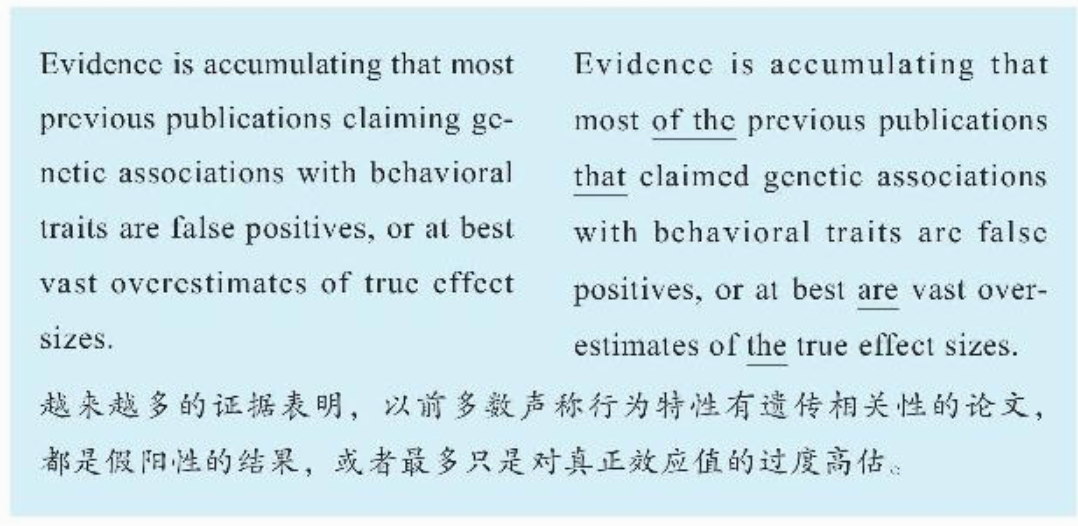 Evidence is accumulating that most
previous publications claiming ge-
netic associations with behavioral
traits are false positives, or at best
vast overestimates of true effect
sizes.
Evidence is accumulating that
most of the previous publications
that claimed genetic associations
with behavioral traits are false
positives, or at best are vast over-
estimates of the true effect sizes.
越来越多的证据表明，以前多数声称行为特性有遗传相关性的论文，
都是假阳性的结果，或者最多只是对真正效应值的过度高估。